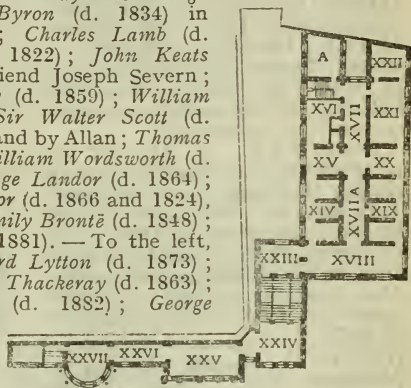 Byron (d. 1834) in
; Charles Lamb (d.
1822) ; John Keats
iend Joseph Severn ;
(d. 1859) ; William
Sir Walter Scott (d.
and by Allan ; Thomas
illiam Wordsworth (d.
ge Landor (d. 1864) ;
or (d. 1866 and 1824),
mily Brontë (d. 1848) ;
1881). — To the left,
rd Lytton (d. 1873) ;
Thackeray (d. 1863) ;
(d. 1882) ; George
A
XXII
XVI
XVII
XXI
XV
XX
XIV
XVIIA
XIX
XXIII
XVIII
XXIV
XXVII
XXVI
XXV